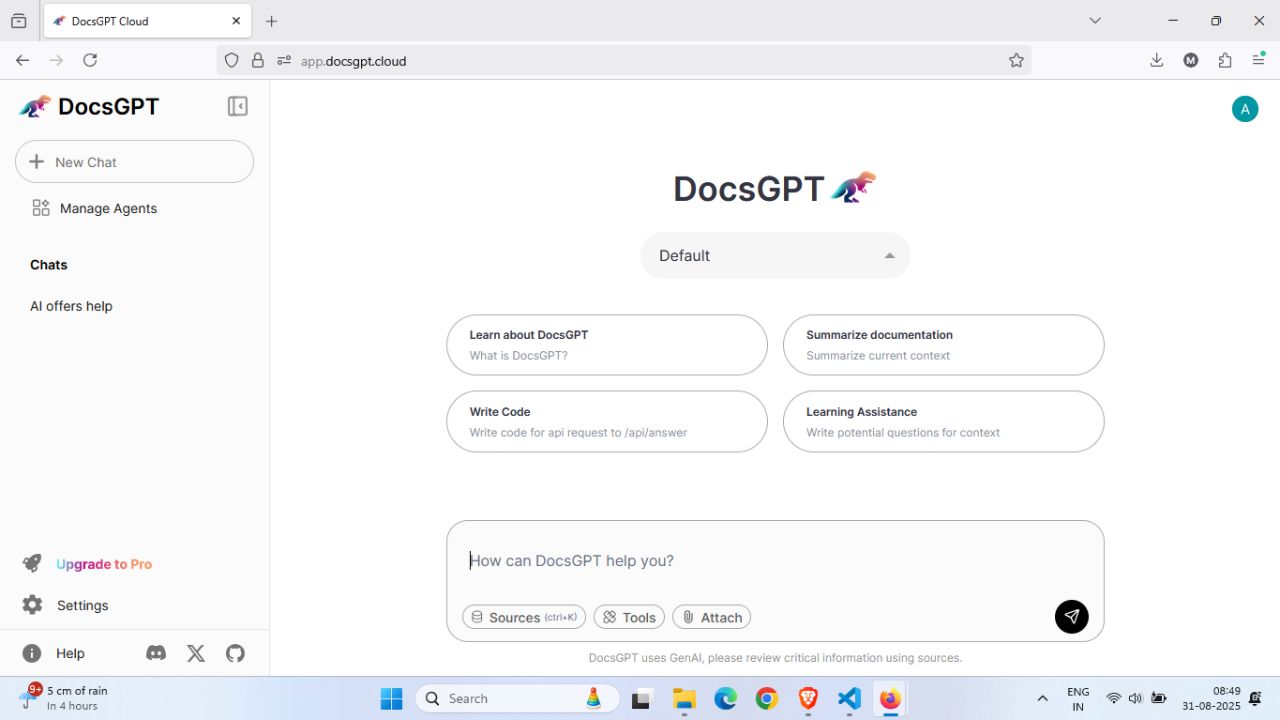 DocsGPT Cloud
app.docsgpt.cloud
M
DocsGPT
New Chat
Manage Agents
Chats
AI offers help
Upgrade to Pro
Settings
Help
A
DocsGPT
Default
Learn about DocsGPT
What is DocsGPT?
Summarize documentation
Summarize current context
Write Code
Write code for api request to /api/answer
Learning Assistance
Write potential questions for context
How can DocsGPT help you?
Sources (ctrl+K)
Tools
Attach
DocsGPT uses GenAI, please review critical information using sources.
9+
5 cm of rain
In 4 hours
Search
ENG
IN
08:49
31-08-2025